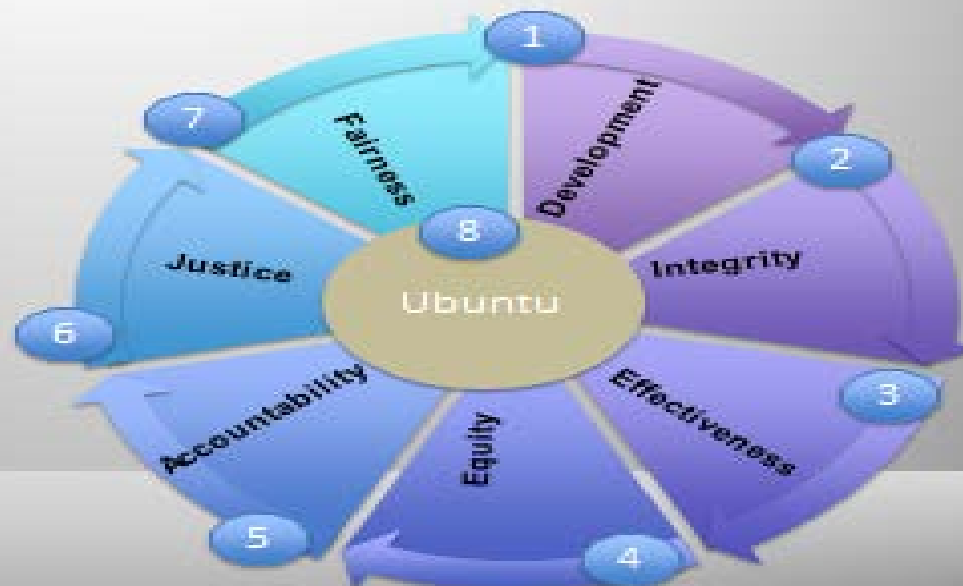 1
Development
2
Integrity
3
Effectiveness
4
Equity
5
Accountability
6
Justice
7
Fairness
8
Ubuntu